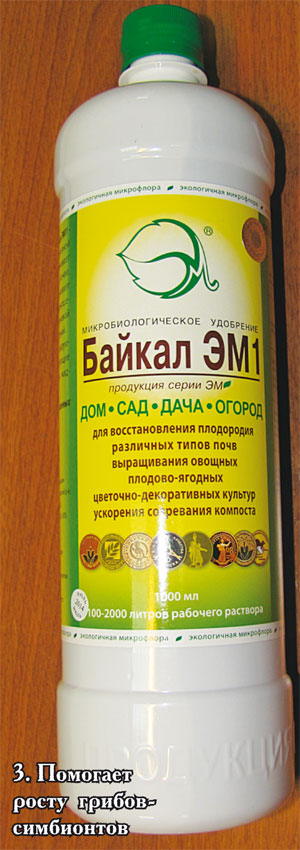 экологичная микрофлора • экологичная микрофлора
ЭМ
®
МИКРОБИОЛОГИЧЕСКОЕ УДОБРЕНИЕ
Байкал ЭМ1
продукция серии ЭМ
ДОМ • САД • ДАЧА • ОГОРОД
для восстановления плодородия
различных типов почв
выращивания овощных
плодово-ягодных
цветочно-декоративных культур
ускорения созревания компоста
1000 мл
100-2000 литров рабочего раствора
экологичная микрофлора • экологичная микрофлора
ПРОДУКЦИЯ
3. Помогает
росту грибов-
симбионтов